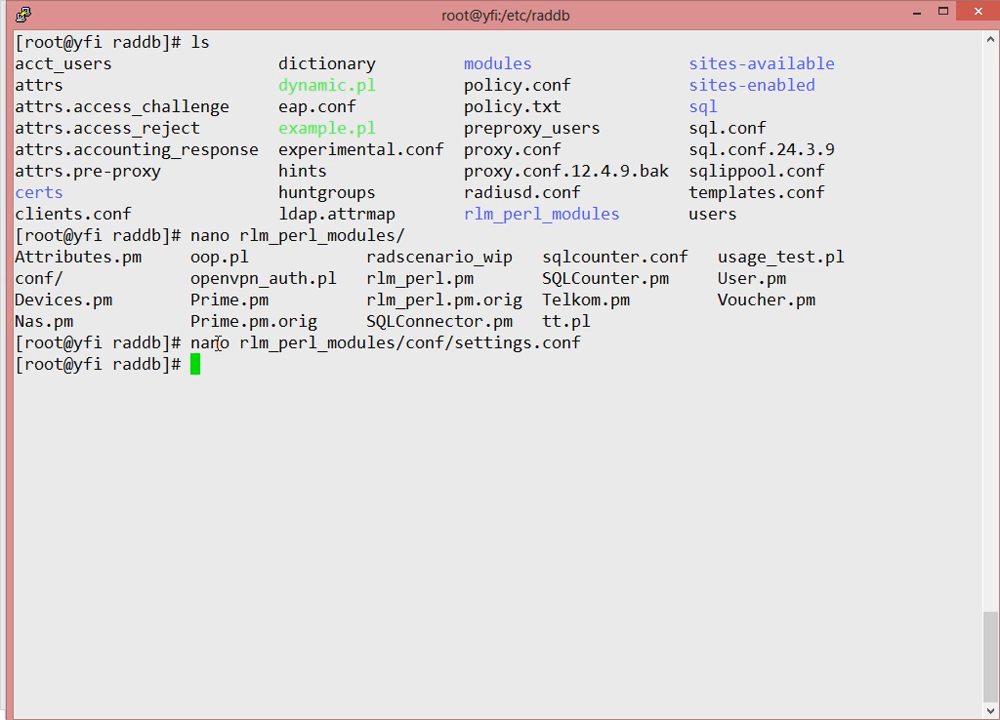 root@yfi:/etc/raddb
[root@yfi raddb]# ls
acct_users dictionary modules sites-available
attrs dynamic.pl policy.conf sites-enabled
attrs.access_challenge eap.conf policy.txt sql
attrs.access_reject example.pl preproxy_users sql.conf
attrs.accounting_response experimental.conf proxy.conf sql.conf.24.3.9
attrs.pre-proxy hints proxy.conf.12.4.9.bak sqlippool.conf
certs huntgroups radiusd.conf templates.conf
clients.conf ldap.attrmap rlm_perl_modules users
[root@yfi raddb]# nano rlm_perl_modules/
Attributes.pm oop.pl radscenario_wip sqlcounter.conf usage_test.pl
conf/ openvpn_auth.pl rlm_perl.pm SQLCounter.pm User.pm
Devices.pm Prime.pm rlm_perl.pm.orig Telkom.pm Voucher.pm
Nas.pm Prime.pm.orig SQLConnector.pm tt.pl
[root@yfi raddb]# nano rlm_perl_modules/conf/settings.conf
[root@yfi raddb]#